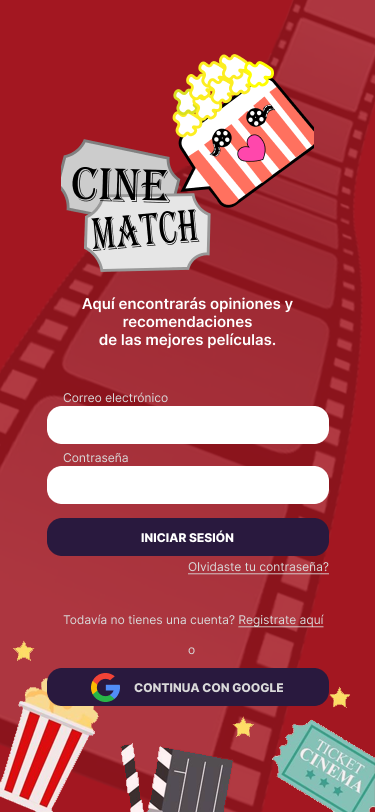 CINE
MATCH
Aquí encontrarás opiniones y
recomendaciones
de las mejores películas.
Correo electrónico
Contraseña
INICIAR SESIÓN
Olvidaste tu contraseña?
Todavía no tienes una cuenta? Registrate aquí
o
CONTINUA CON GOOGLE
TICKET
CINEMA